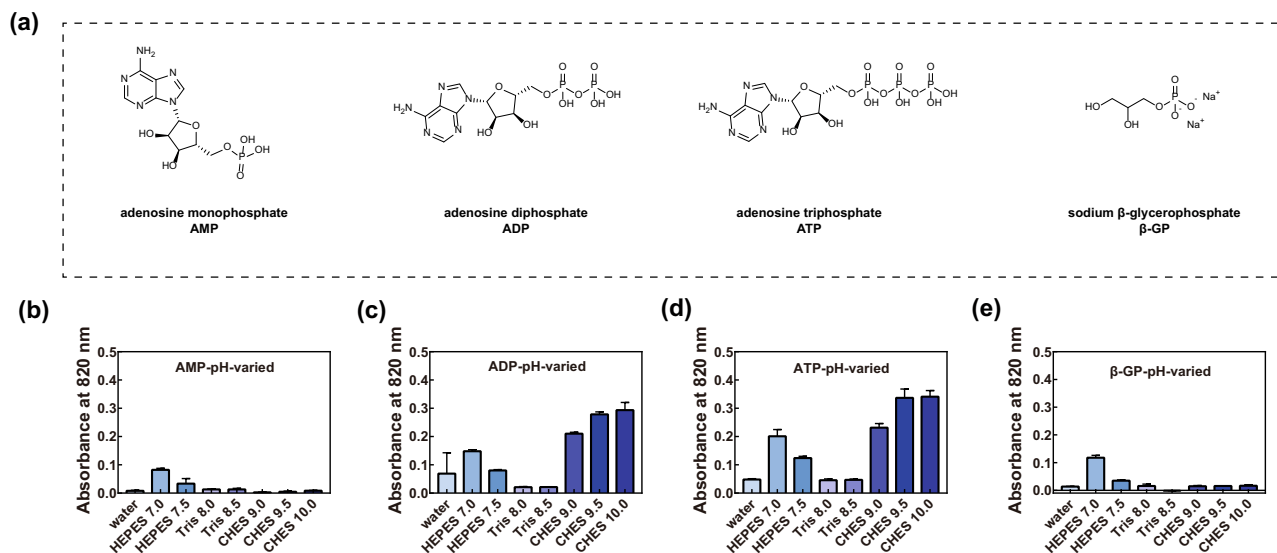 (a)
NH2
N
N
N
N
O
HO
HO
O
P
OH
OH
O
adenosine monophosphate
AMP
H2N
N
N
N
N
O
HO
OH
O
P
O
OH
O
P
O
OH
OH
adenosine diphosphate
ADP
H2N
N
N
N
N
O
HO
OH
O
P
O
OH
O
P
O
OH
O
P
O
OH
OH
adenosine triphosphate
ATP
HO
OH
O
P
O
O-
O-
Na+
Na+
sodium β-glycerophosphate
β-GP
(b)
Absorbance at 820 nm
0.5
0.4
0.3
0.2
0.1
0.0
AMP-pH-varied
water
HEPES 7.0
HEPES 7.5
Tris 8.0
Tris 8.5
CHES 9.0
CHES 9.5
CHES 10.0
(c)
Absorbance at 820 nm
0.5
0.4
0.3
0.2
0.1
0.0
ADP-pH-varied
water
HEPES 7.0
HEPES 7.5
Tris 8.0
Tris 8.5
CHES 9.0
CHES 9.5
CHES 10.0
(d)
Absorbance at 820 nm
0.5
0.4
0.3
0.2
0.1
0.0
ATP-pH-varied
water
HEPES 7.0
HEPES 7.5
Tris 8.0
Tris 8.5
CHES 9.0
CHES 9.5
CHES 10.0
(e)
Absorbance at 820 nm
0.5
0.4
0.3
0.2
0.1
0.0
β-GP-pH-varied
water
HEPES 7.0
HEPES 7.5
Tris 8.0
Tris 8.5
CHES 9.0
CHES 9.5
CHES 10.0